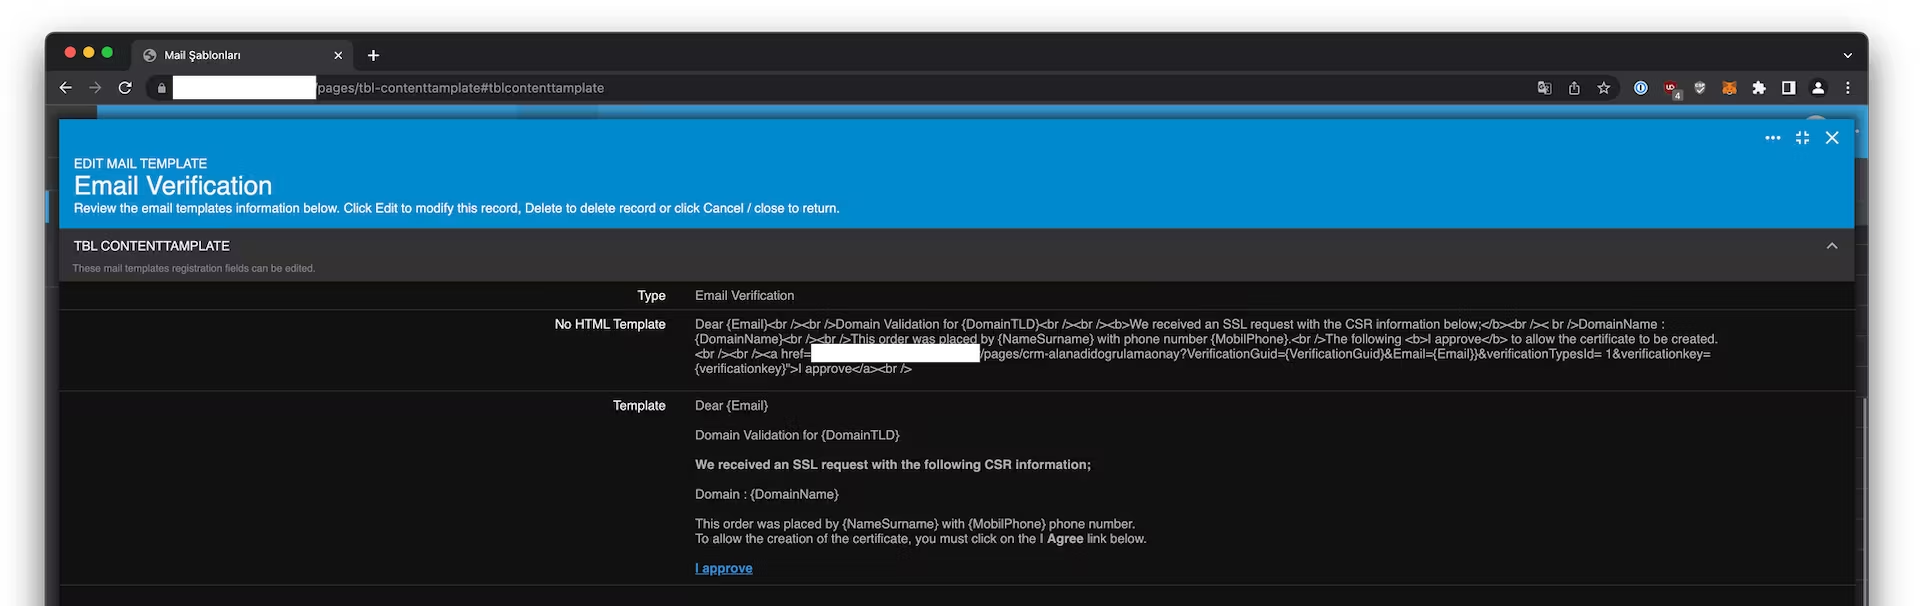 Mail Şablonları
/pages/tbl-contenttamplate#tblcontenttamplate
4
EDIT MAIL TEMPLATE
Email Verification
Review the email templates information below. Click Edit to modify this record, Delete to delete record or click Cancel / close to return.
TBL CONTENTTAMPLATE
These mail templates registration fields can be edited.
Type Email Verification
No HTML Template Dear {Email}<br /><br />Domain Validation for {DomainTLD}<br /><br /><b>We received an SSL request with the CSR information below;</b><br />< br />DomainName :
{DomainName}<br /><br />This order was placed by {NameSurname} with phone number {MobilPhone}.<br />The following <b>I approve</b> to allow the certificate to be created.
<br /><br /><a href= /pages/crm-alanadidogrulamaonay?VerificationGuid={VerificationGuid}&Email={Email}}&verificationTypesId= 1&verificationkey=
{verificationkey}">I approve</a><br />
Template Dear {Email}
Domain Validation for {DomainTLD}
We received an SSL request with the following CSR information;
Domain : {DomainName}
This order was placed by {NameSurname} with {MobilPhone} phone number.
To allow the creation of the certificate, you must click on the I Agree link below.
I approve